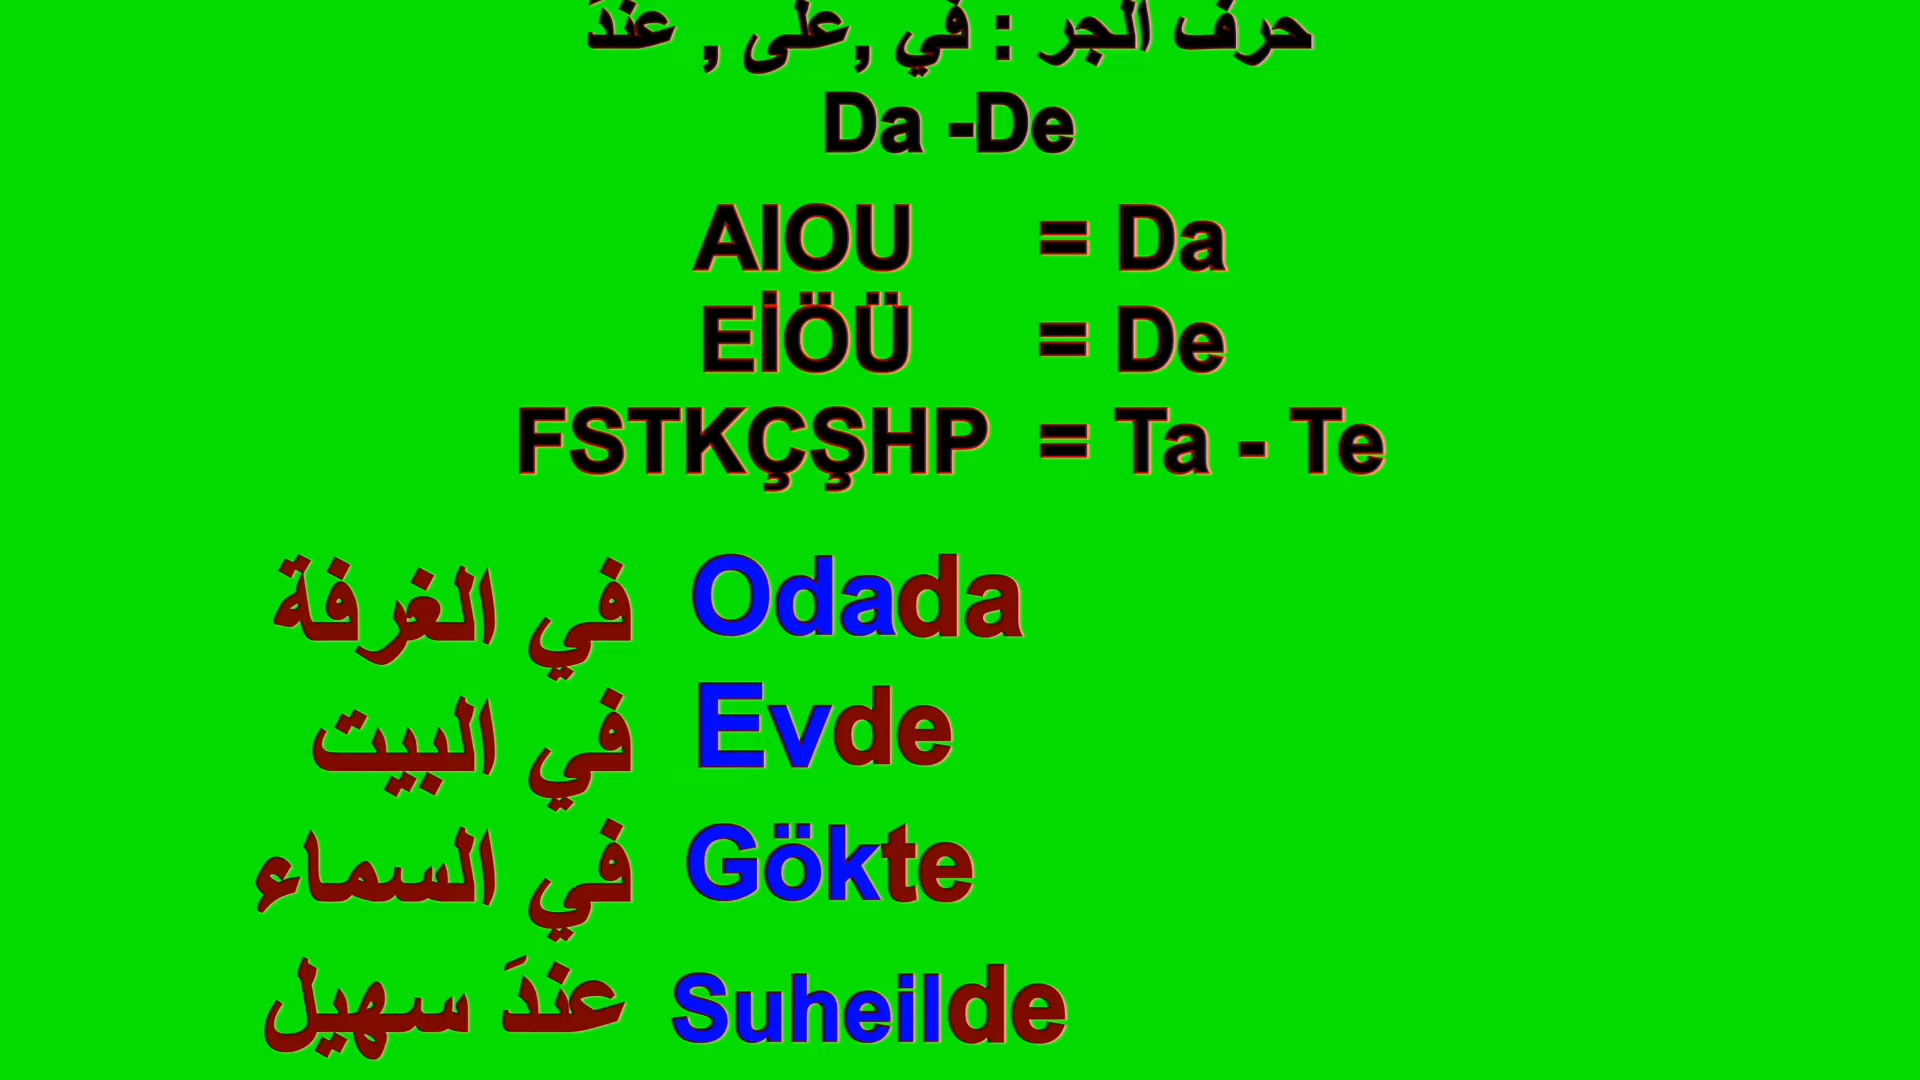 حرف الجر : في ,على , عندَ
Da -De
AIOU = Da
EİÖÜ = De
FSTKÇŞHP = Ta - Te
في الغرفة Odada
في البيت Evde
في السماء Gökte
عندَ سهيل Suheilde